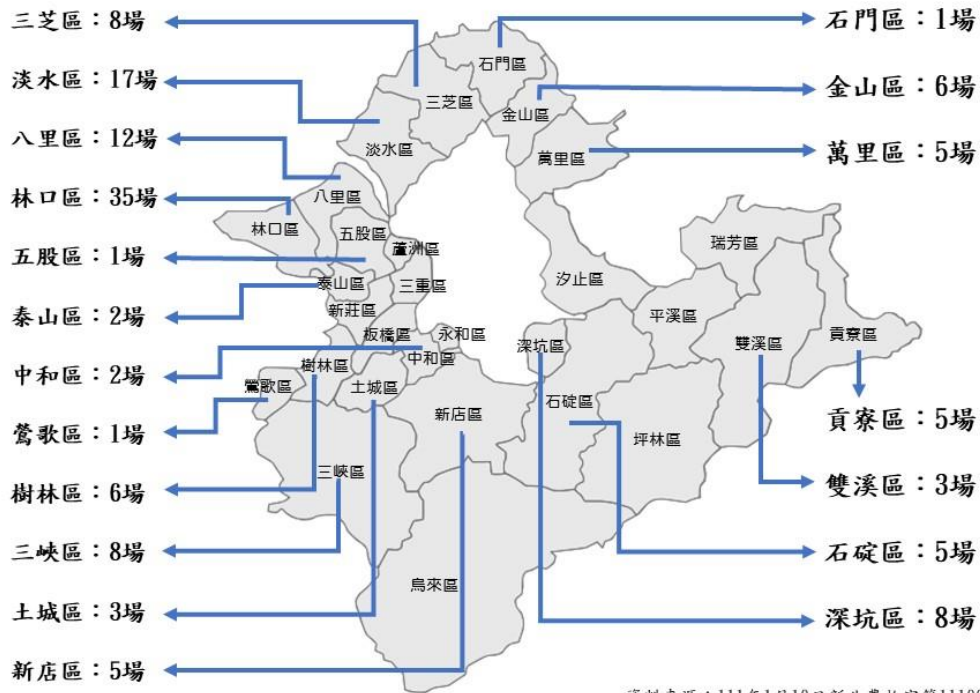 三芝區：8場
淡水區：17場
八里區：12場
林口區：35場
五股區：1場
泰山區：2場
中和區：2場
鶯歌區：1場
樹林區：6場
三峽區：8場
土城區：3場
新店區：5場
石門區
三芝區
金山區
淡水區
萬里區
八里區
林口區
五股區
蘆洲區
泰山區
三重區
新莊區
板橋區
永和區
中和區
樹林區
鶯歌區
土城區
三峽區
新店區
深坑區
石碇區
坪林區
烏來區
汐止區
平溪區
瑞芳區
雙溪區
貢寮區
石門區：1場
金山區：6場
萬里區：5場
貢寮區：5場
雙溪區：3場
石碇區：5場
深坑區：8場